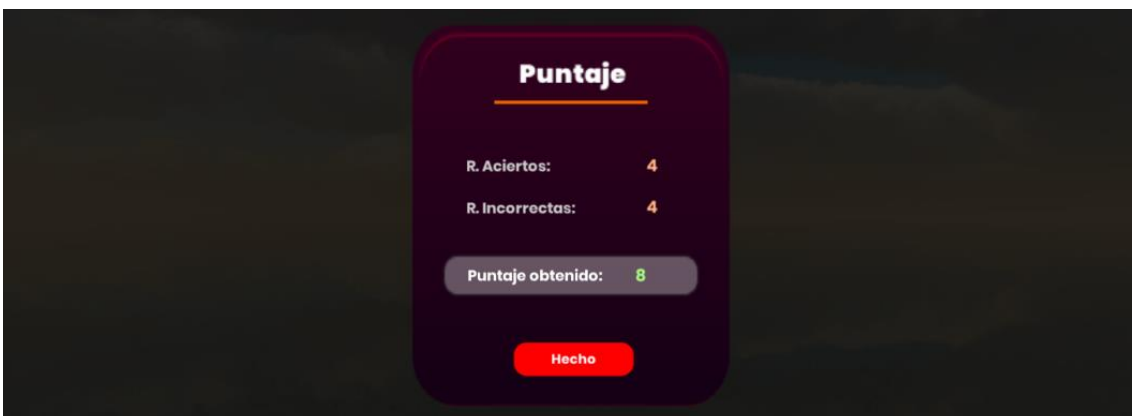 Puntaje
R. Aciertos: 4
R. Incorrectas: 4
Puntaje obtenido: 8
Hecho